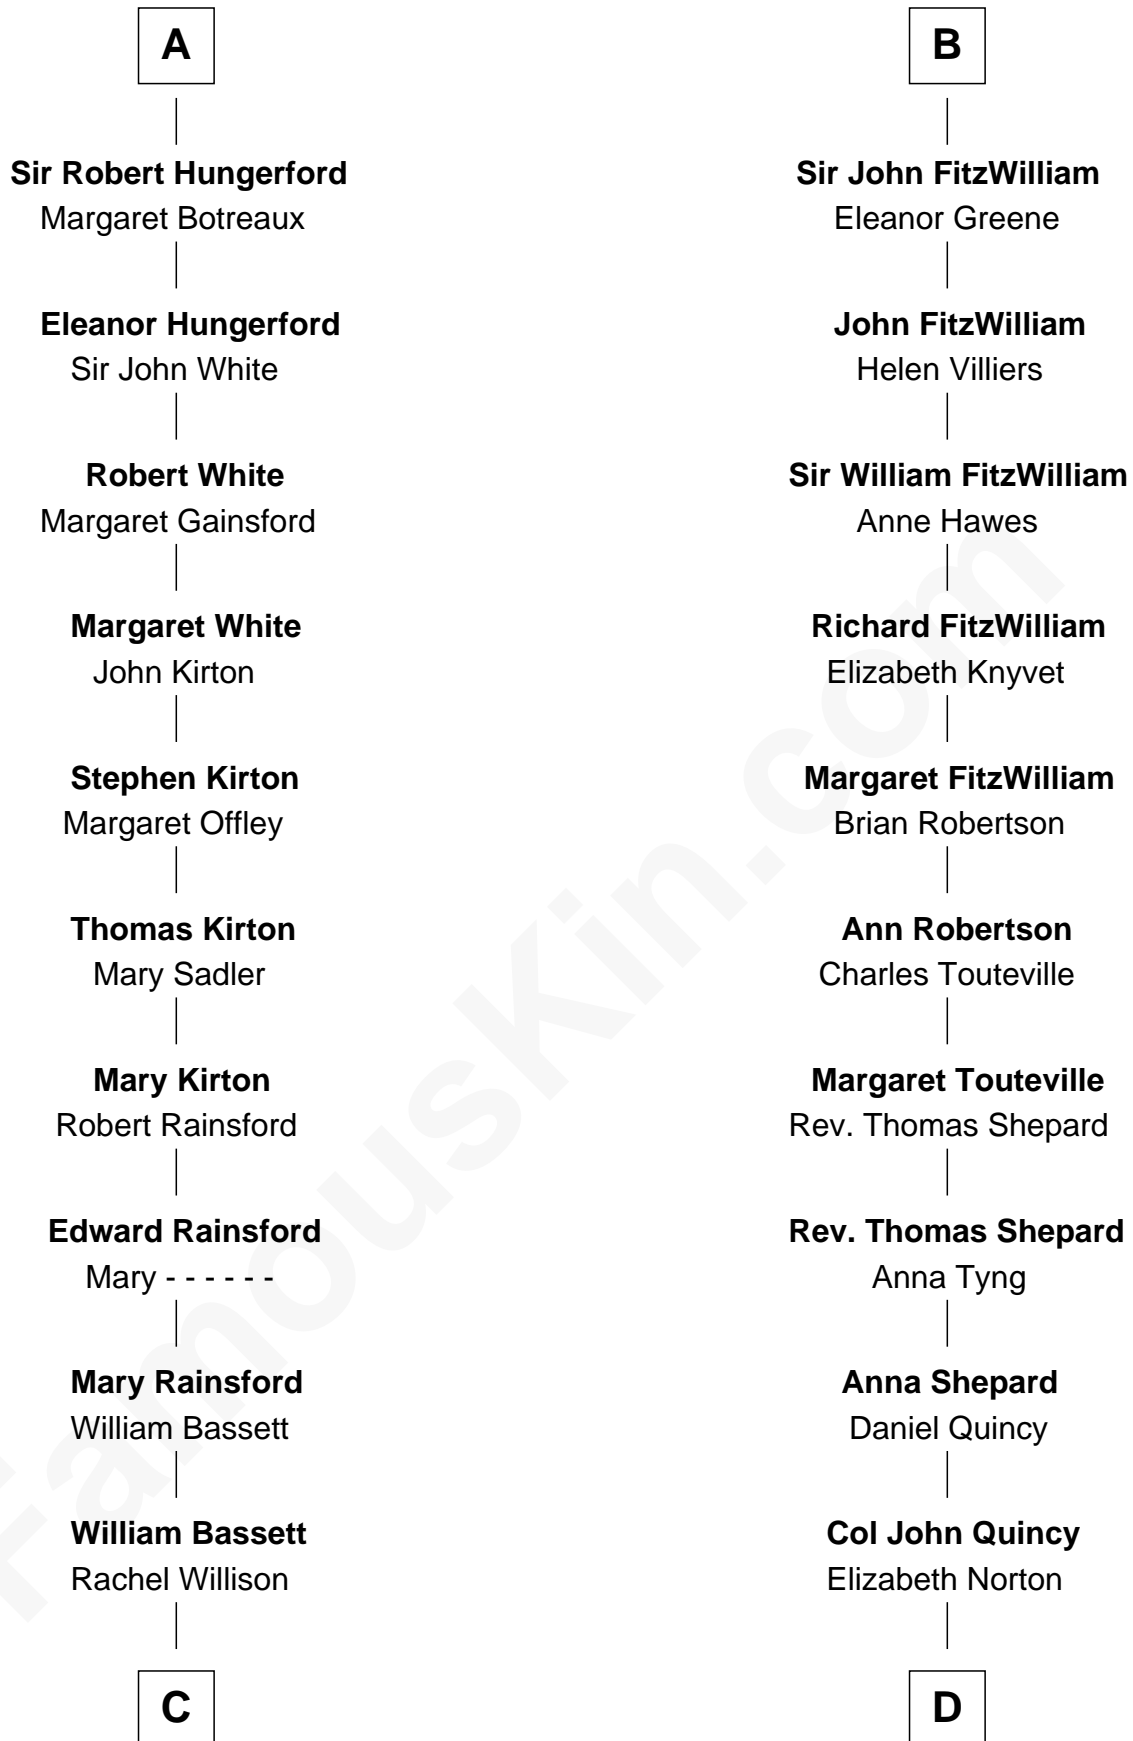 A
Sir Robert Hungerford
Margaret Botreaux
Eleanor Hungerford
Sir John White
Robert White
Margaret Gainsford
Margaret White
John Kirton
Stephen Kirton
Margaret Offley
Thomas Kirton
Mary Sadler
Mary Kirton
Robert Rainsford
Edward Rainsford
Mary - - - - - -
Mary Rainsford
William Bassett
William Bassett
Rachel Willison
C
B
Sir John FitzWilliam
Eleanor Greene
John FitzWilliam
Helen Villiers
Sir William FitzWilliam
Anne Hawes
Richard FitzWilliam
Elizabeth Knyvet
Margaret FitzWilliam
Brian Robertson
Ann Robertson
Charles Touteville
Margaret Touteville
Rev. Thomas Shepard
Rev. Thomas Shepard
Anna Tyng
Anna Shepard
Daniel Quincy
Col John Quincy
Elizabeth Norton
D
FamousKin.com